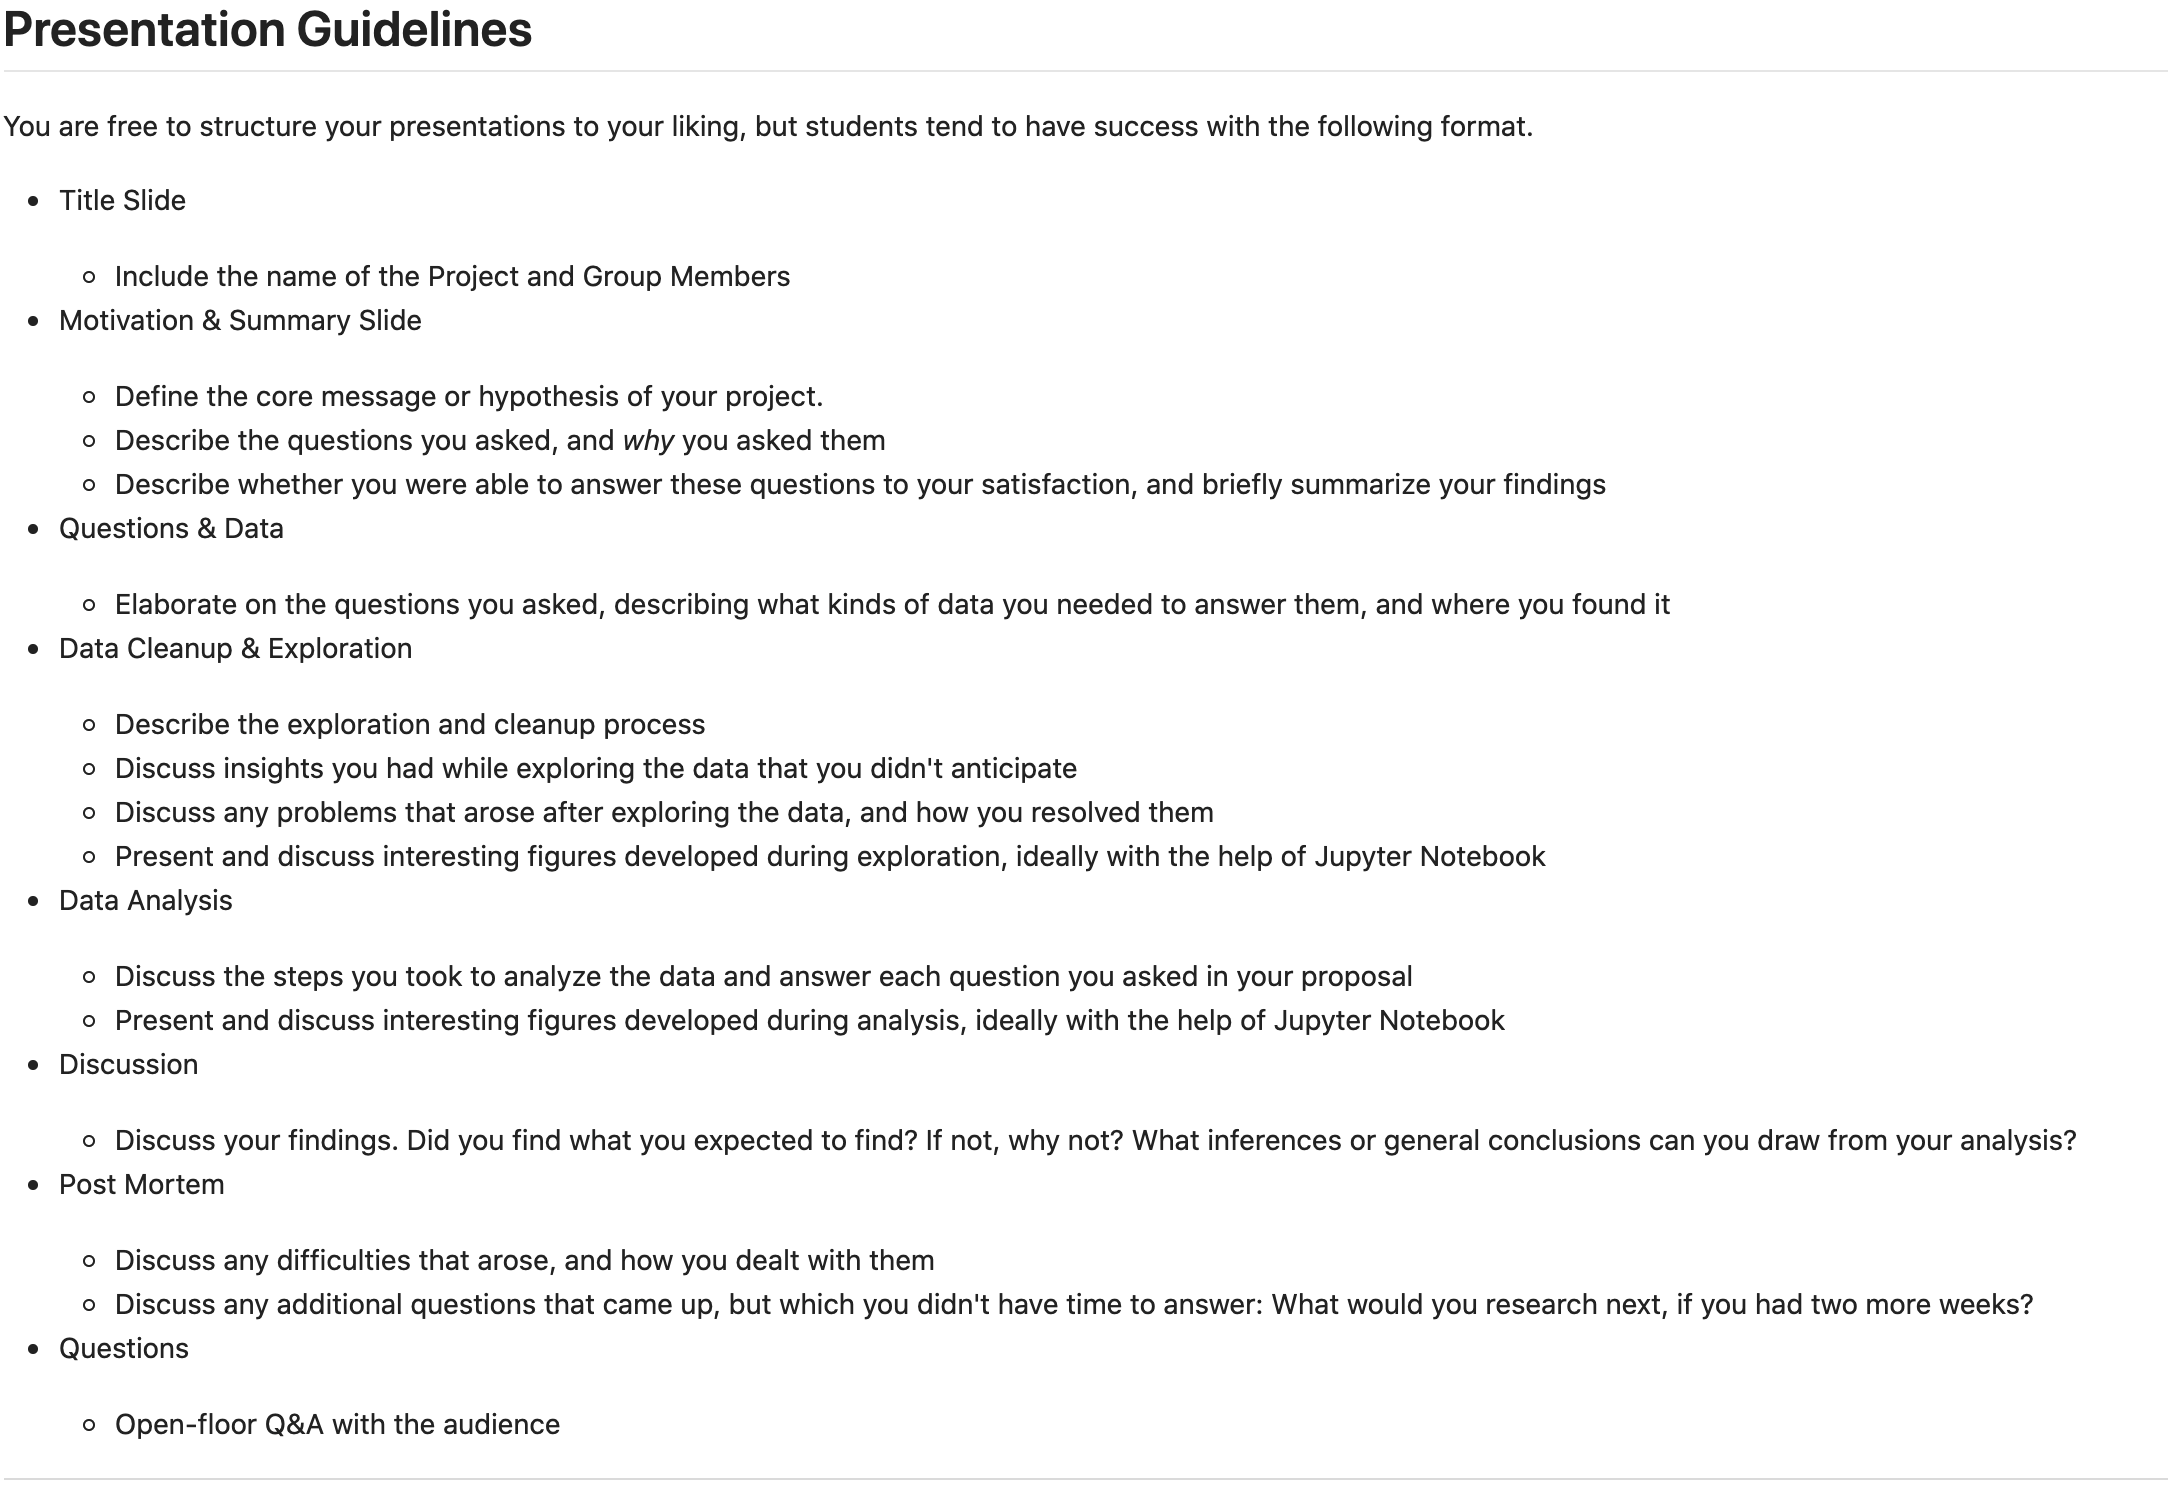 Presentation Guidelines
You are free to structure your presentations to your liking, but students tend to have success with the following format.
Title Slide
Include the name of the Project and Group Members
Motivation & Summary Slide
Define the core message or hypothesis of your project.
Describe the questions you asked, and why you asked them
Describe whether you were able to answer these questions to your satisfaction, and briefly summarize your findings
Questions & Data
Elaborate on the questions you asked, describing what kinds of data you needed to answer them, and where you found it
Data Cleanup & Exploration
Describe the exploration and cleanup process
Discuss insights you had while exploring the data that you didn't anticipate
Discuss any problems that arose after exploring the data, and how you resolved them
Present and discuss interesting figures developed during exploration, ideally with the help of Jupyter Notebook
Data Analysis
Discuss the steps you took to analyze the data and answer each question you asked in your proposal
Present and discuss interesting figures developed during analysis, ideally with the help of Jupyter Notebook
Discussion
Discuss your findings. Did you find what you expected to find? If not, why not? What inferences or general conclusions can you draw from your analysis?
Post Mortem
Discuss any difficulties that arose, and how you dealt with them
Discuss any additional questions that came up, but which you didn't have time to answer: What would you research next, if you had two more weeks?
Questions
Open-floor Q&A with the audience